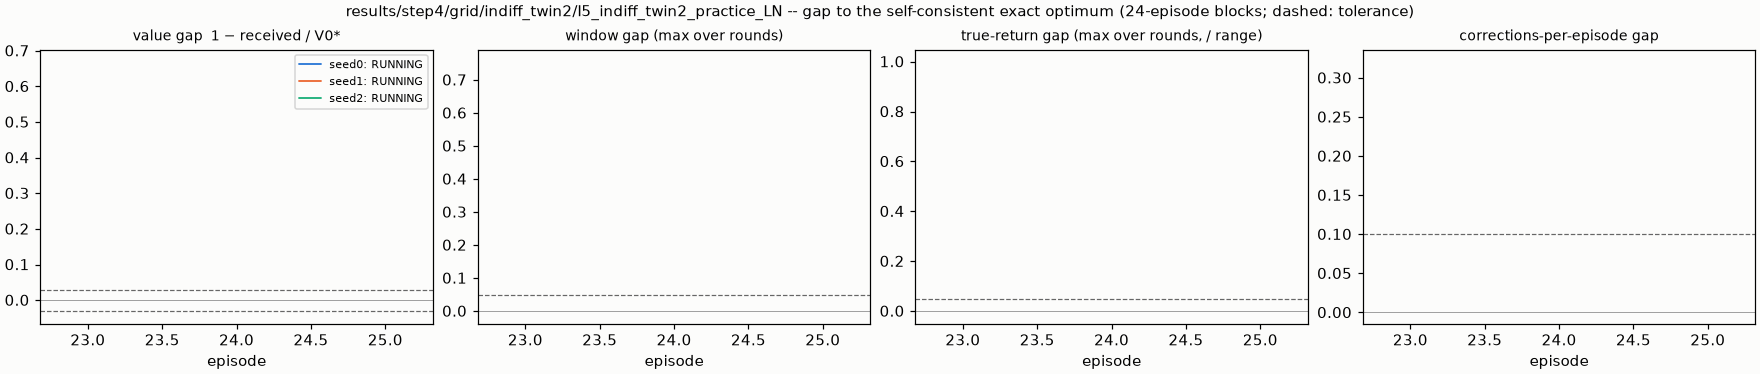 results/step4/grid/indiff_twin2/I5_indiff_twin2_practice_LN -- gap to the self-consistent exact optimum (24-episode blocks; dashed: tolerance)
value gap  1 − received / V0*
0.7
0.6
0.5
0.4
0.3
0.2
0.1
0.0
seed0: RUNNING
seed1: RUNNING
seed2: RUNNING
23.0 23.5 24.0 24.5 25.0
episode
window gap (max over rounds)
0.7
0.6
0.5
0.4
0.3
0.2
0.1
0.0
23.0 23.5 24.0 24.5 25.0
episode
true-return gap (max over rounds, / range)
1.0
0.8
0.6
0.4
0.2
0.0
23.0 23.5 24.0 24.5 25.0
episode
corrections-per-episode gap
0.30
0.25
0.20
0.15
0.10
0.05
0.00
23.0 23.5 24.0 24.5 25.0
episode